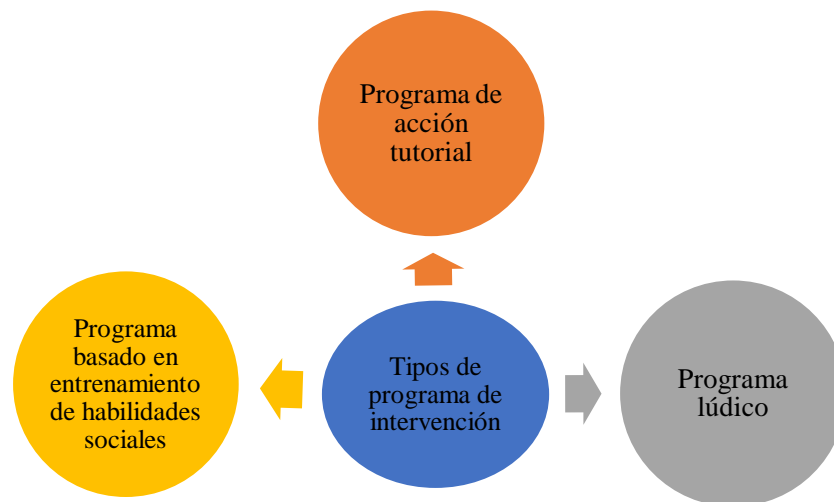 Programa de
acción
tutorial
Programa
basado en
entrenamiento
de habilidades
sociales
Tipos de
programa de
intervención
Programa
lúdico